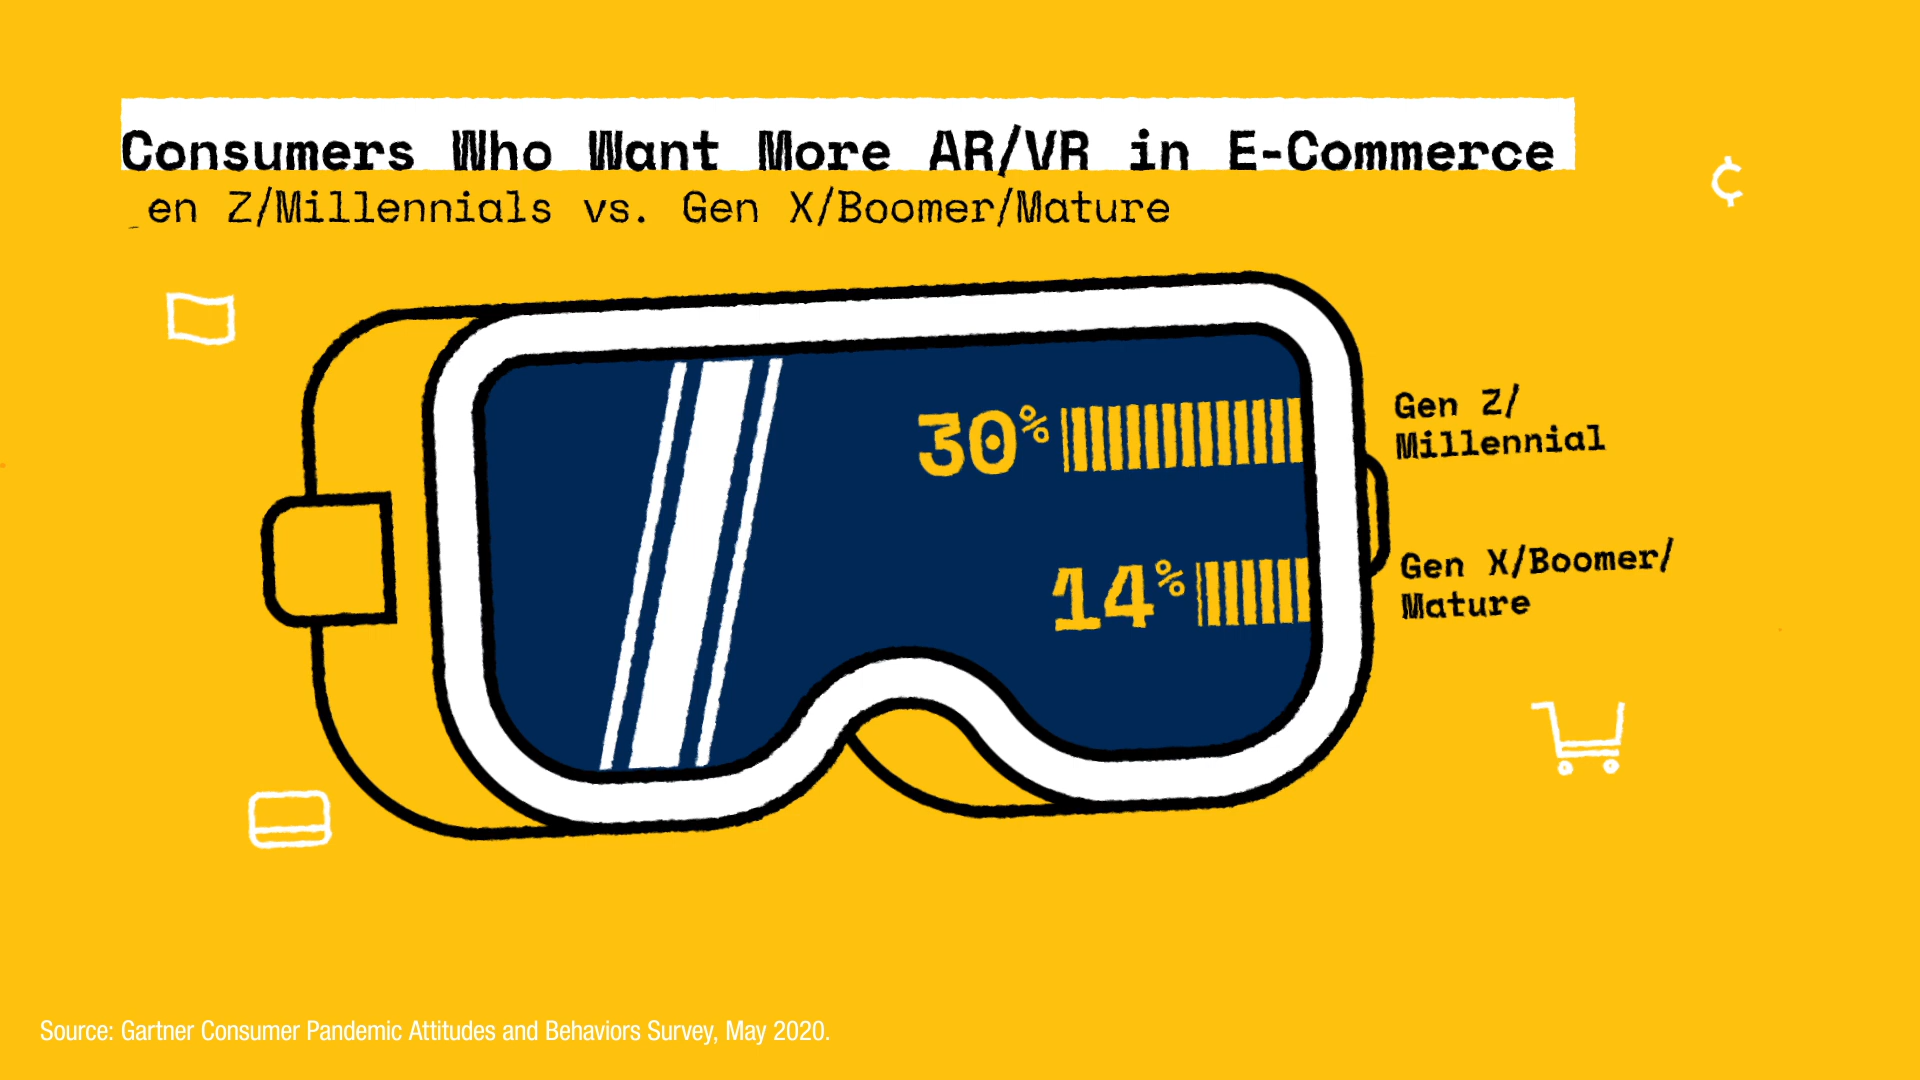 Consumers Who Want More AR/VR in E-Commerce
_en Z/Millennials vs. Gen X/Boomer/Mature
¢
30%
Gen Z/
Millennial
14%
Gen X/Boomer/
Mature
Source: Gartner Consumer Pandemic Attitudes and Behaviors Survey, May 2020.